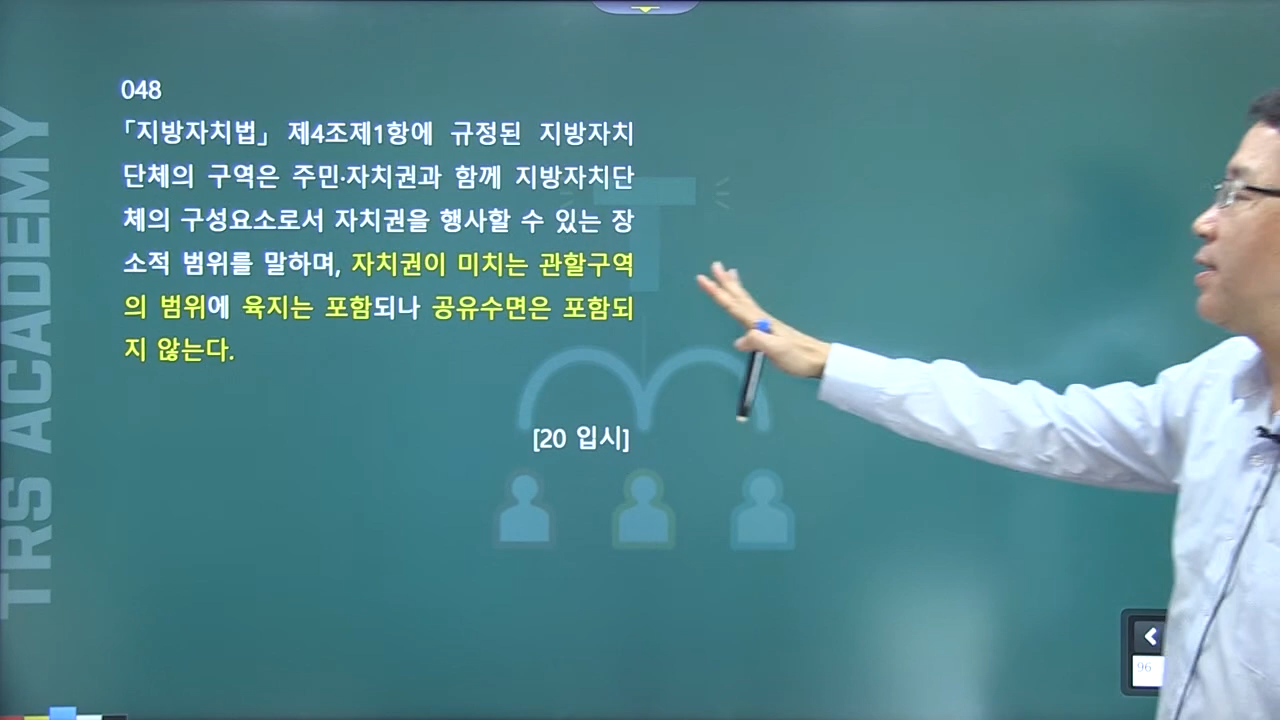 048
「지방자치법」 제4조제1항에 규정된 지방자치
단체의 구역은 주민·자치권과 함께 지방자치단
체의 구성요소로서 자치권을 행사할 수 있는 장
소적 범위를 말하며, 자치권이 미치는 관할구역
의 범위에 육지는 포함되나 공유수면은 포함되
지 않는다.
[20 입시]
TRS ACADEMY
96